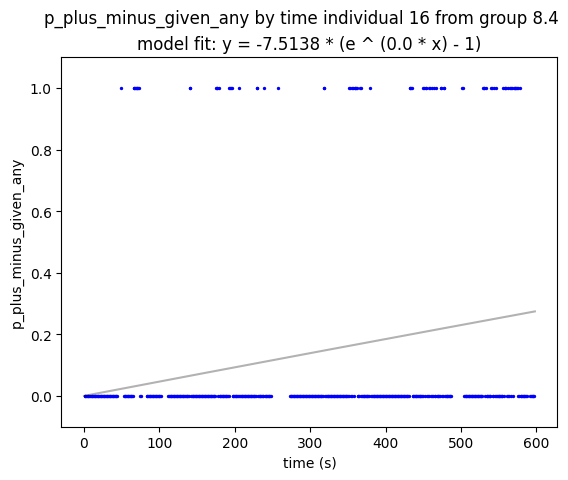 p_plus_minus_given_any by time individual 16 from group 8.4
model fit: y = -7.5138 * (e ^ (0.0 * x) - 1)
p_plus_minus_given_any
1.0
0.8
0.6
0.4
0.2
0.0
0 100 200 300 400 500 600
time (s)